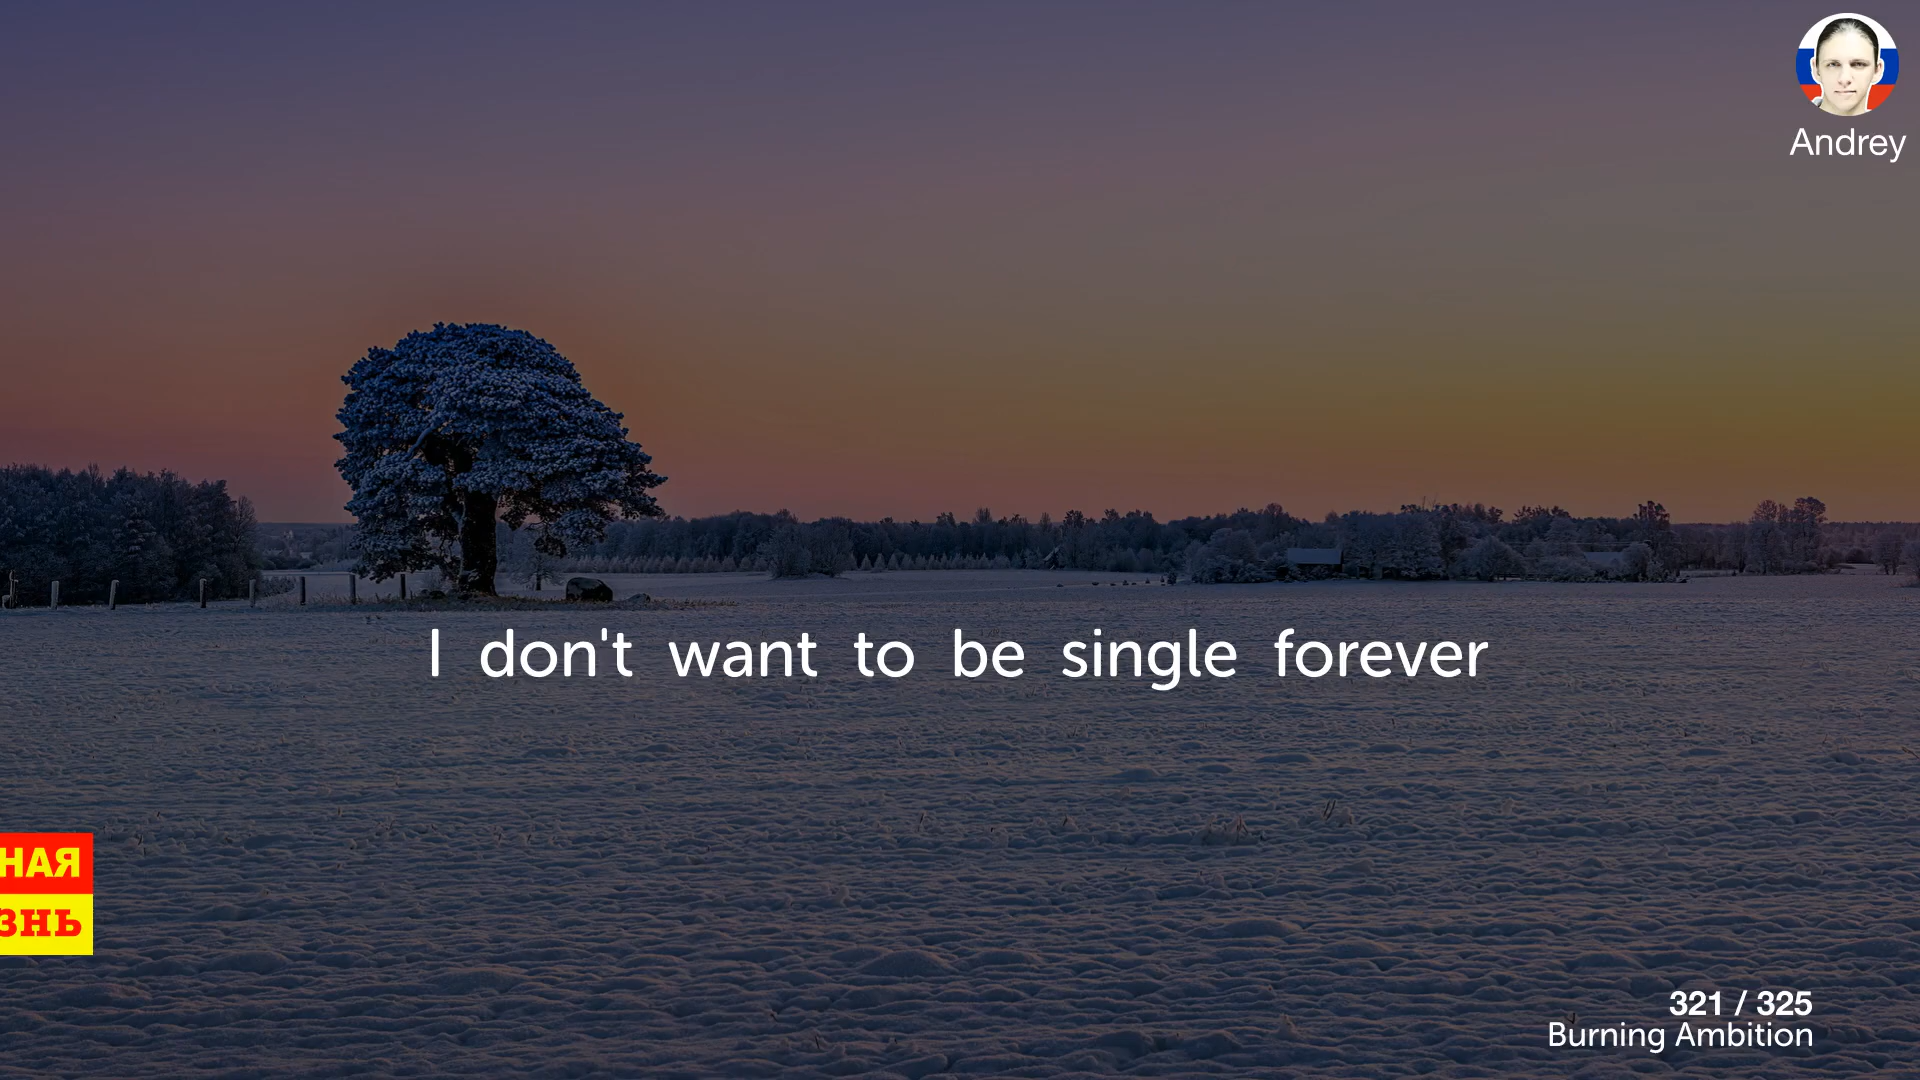 Andrey
I don't want to be single forever
НАЯ
ЗНЬ
321 / 325
Burning Ambition